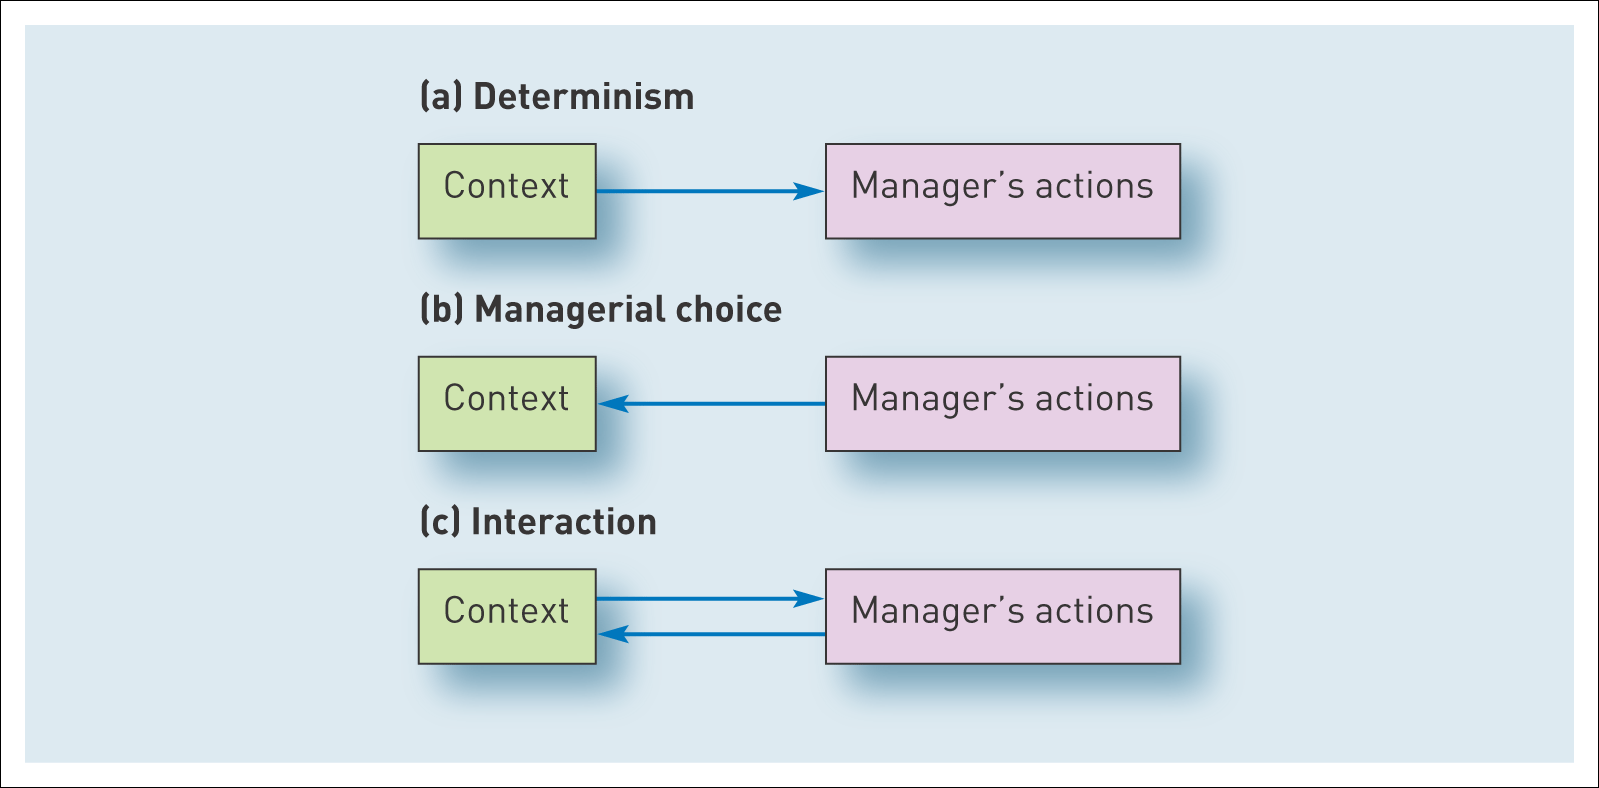 (a) Determinism
Context
Manager’s actions
(b) Managerial choice
Context
Manager’s actions
(c) Interaction
Context
Manager’s actions